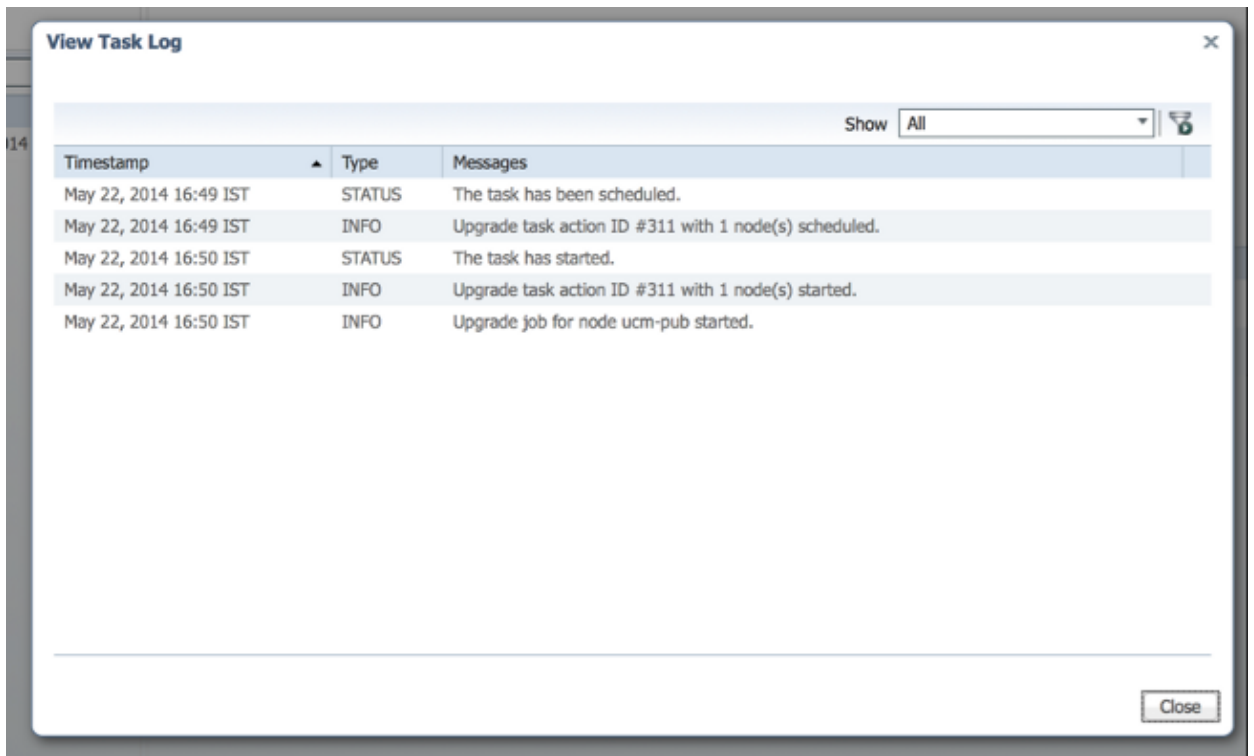 View Task Log
Show All
Timestamp Type Messages
May 22, 2014 16:49 IST STATUS The task has been scheduled.
May 22, 2014 16:49 IST INFO Upgrade task action ID #311 with 1 node(s) scheduled.
May 22, 2014 16:50 IST STATUS The task has started.
May 22, 2014 16:50 IST INFO Upgrade task action ID #311 with 1 node(s) started.
May 22, 2014 16:50 IST INFO Upgrade job for node ucm-pub started.
Close